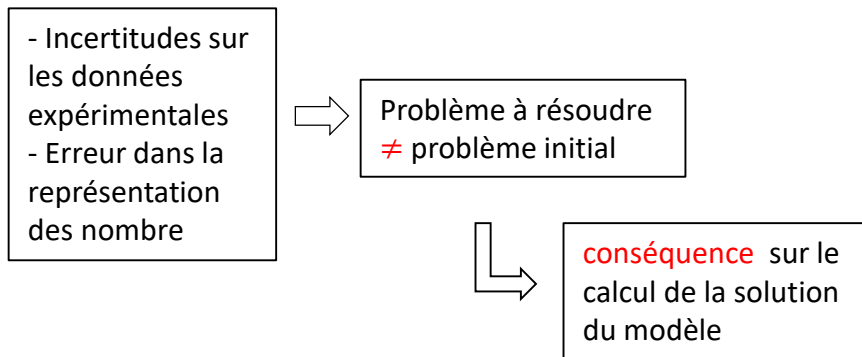 - Incertitudes sur
les données
expérimentales
- Erreur dans la
représentation
des nombre
Problème à résoudre
≠ problème initial
conséquence sur le
calcul de la solution
du modèle